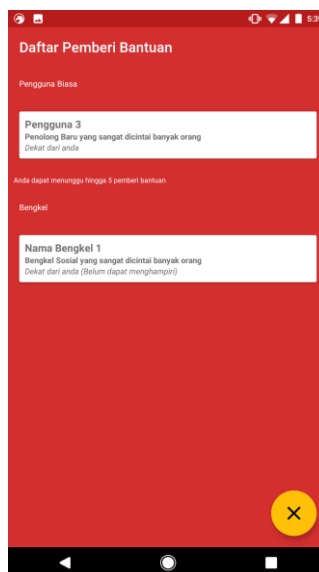 5:39
Daftar Pemberi Bantuan
Pengguna Biasa
Pengguna 3
Penolong Baru yang sangat dicintai banyak orang
Dekat dari anda
Anda dapat menunggu hingga 5 pemberi bantuan
Bengkel
Nama Bengkel 1
Bengkel Sosial yang sangat dicintai banyak orang
Dekat dari anda (Belum dapat menghampiri)